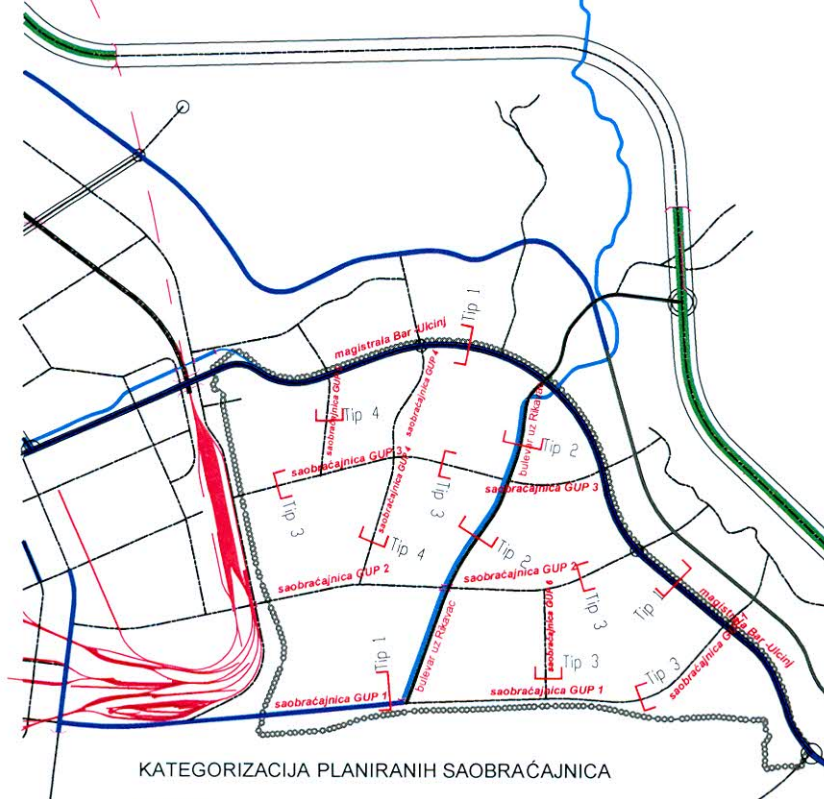 Tip 1
magistrala Bar-Ulcinj
saobraćajnica GUP 4
Tip 4
bulevar uz Rikavac
Tip 2
saobraćajnica GUP 3
saobraćajnica GUP 4
Tip 3
saobraćajnica GUP 3
Tip 3
Tip 4
Tip 2
saobraćajnica GUP 2
saobraćajnica GUP 2
saobraćajnica GUP 6
Tip 3
Tip 1
magistrala Bar-Ulcinj
bulevar uz Rikavac
Tip 1
Tip 3
Tip 3
saobraćajnica GUP
saobraćajnica GUP 1
saobraćajnica GUP 1
KATEGORIZACIJA PLANIRANIH SAOBRAĆAJNICA